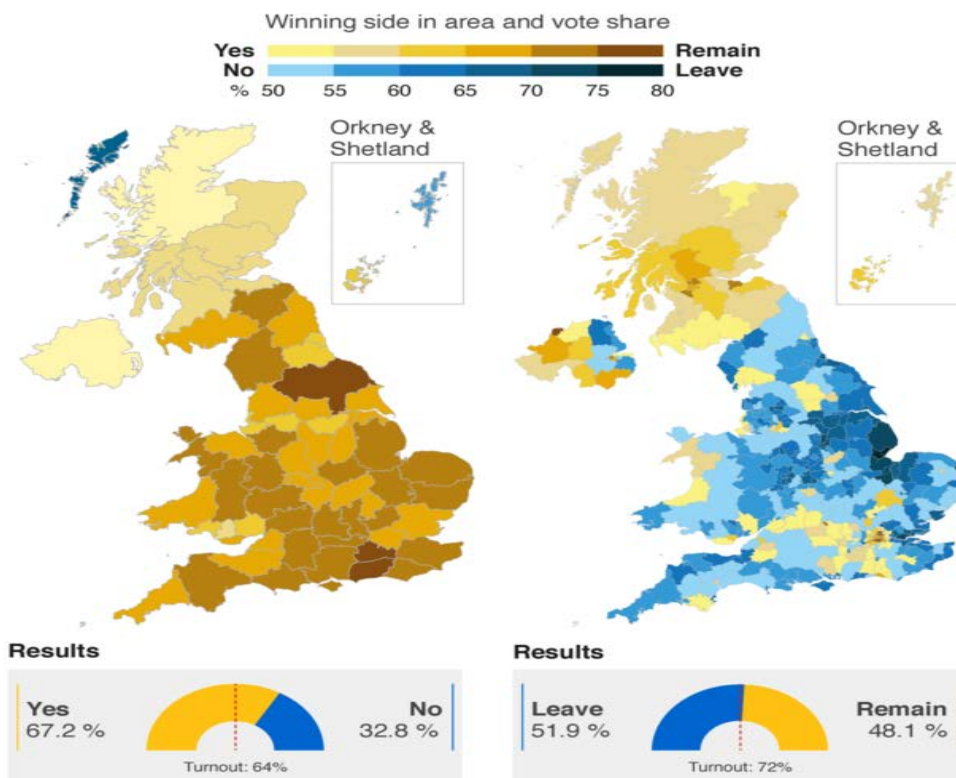 Winning side in area and vote share
Yes Remain
No Leave
% 50 55 60 65 70 75 80
Orkney &
Shetland
Orkney &
Shetland
Results
Yes No
67.2 % 32.8 %
Turnout: 64%
Results
Leave Remain
51.9 % 48.1 %
Turnout: 72%